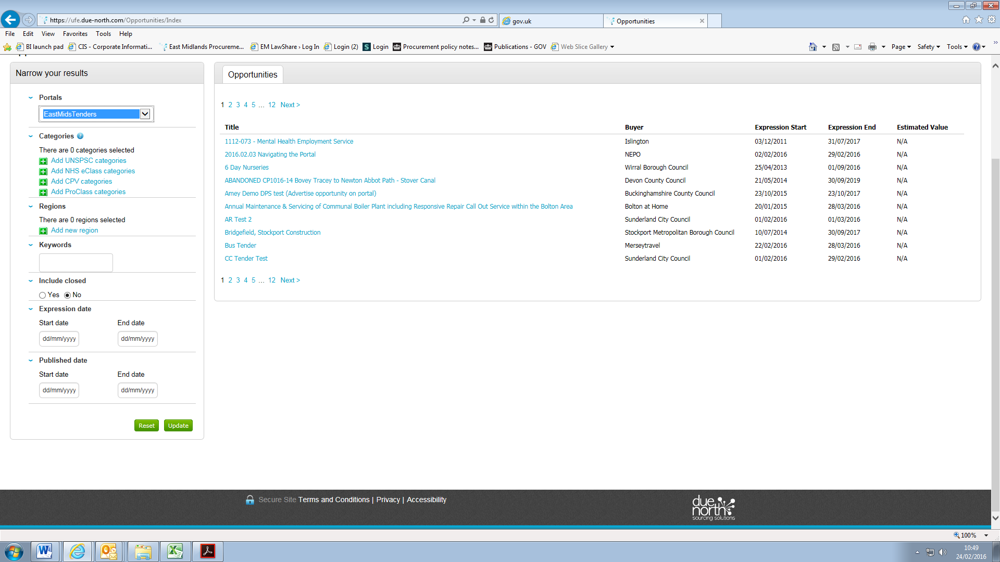 https://ufe.due-north.com/Opportunities/Index
gov.uk
Opportunities
File Edit View Favorites Tools Help
BI launch pad CIS - Corporate Informati... East Midlands Procureme... EM LawShare › Log In Login (2) Login Procurement policy notes... Publications - GOV Web Slice Gallery
Page Safety Tools
Narrow your results
Portals
EastMidsTenders
Categories
There are 0 categories selected
Add UNSPSC categories
Add NHS eClass categories
Add CPV categories
Add ProClass categories
Regions
There are 0 regions selected
Add new region
Keywords
Include closed
Yes No
Expression date
Start date End date
dd/mm/yyyy dd/mm/yyyy
Published date
Start date End date
dd/mm/yyyy dd/mm/yyyy
Reset Update
Opportunities
1 2 3 4 5 ... 12 Next >
Title Buyer Expression Start Expression End Estimated Value
1112-073 - Mental Health Employment Service Islington 03/12/2011 31/07/2017 N/A
2016.02.03 Navigating the Portal NEPO 02/02/2016 29/02/2016 N/A
6 Day Nurseries Wirral Borough Council 25/04/2013 01/09/2016 N/A
ABANDONED CP1016-14 Bovey Tracey to Newton Abbot Path - Stover Canal Devon County Council 21/05/2014 30/09/2019 N/A
Amey Demo DPS test (Advertise opportunity on portal) Buckinghamshire County Council 23/10/2015 23/10/2017 N/A
Annual Maintenance & Servicing of Communal Boiler Plant including Responsive Repair Call Out Service within the Bolton Area Bolton at Home 20/01/2015 28/03/2016 N/A
AR Test 2 Sunderland City Council 01/02/2016 01/03/2016 N/A
Bridgefield, Stockport Construction Stockport Metropolitan Borough Council 10/07/2014 30/09/2017 N/A
Bus Tender Merseytravel 22/02/2016 28/03/2016 N/A
CC Tender Test Sunderland City Council 01/02/2016 29/02/2016 N/A
1 2 3 4 5 ... 12 Next >
Secure Site Terms and Conditions | Privacy | Accessibility
due
north
sourcing solutions
100%
10:49
24/02/2016